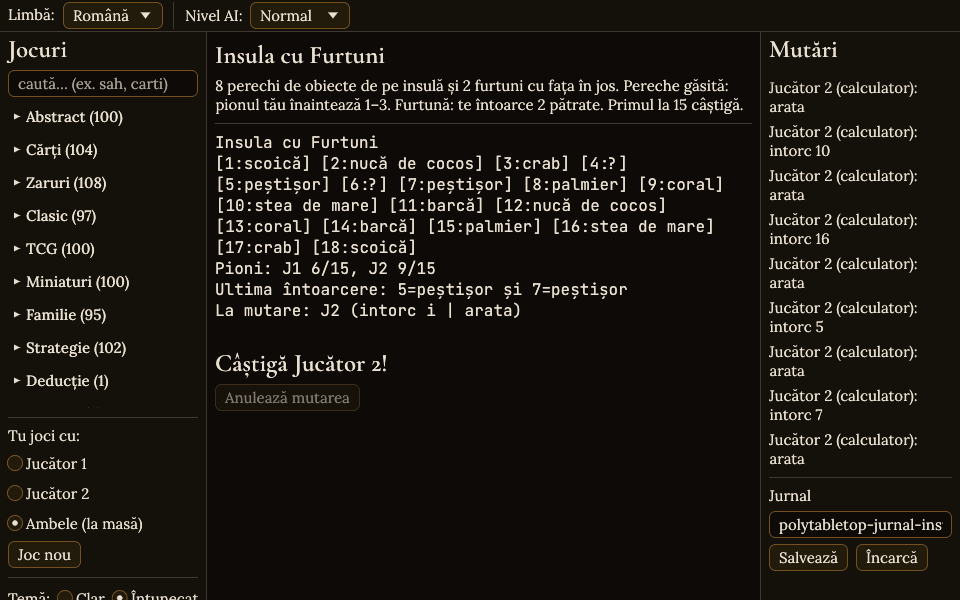 Limbă:
Română
Nivel AI:
Normal
Jocuri
caută... (ex. sah, carti)
Abstract (100)
Cărți (104)
Zaruri (108)
Clasic (97)
TCG (100)
Miniaturi (100)
Familie (95)
Strategie (102)
Deducție (1)
Tu joci cu:
Jucător 1
Jucător 2
Ambele (la masă)
Joc nou
Temă:
Clar
Întunecat
Insula cu Furtuni
8 perechi de obiecte de pe insulă și 2 furtuni cu fața în jos. Pereche găsită:
pionul tău înaintează 1–3. Furtună: te întoarce 2 pătrate. Primul la 15 câștigă.
Insula cu Furtuni
[1:scoică] [2:nucă de cocos] [3:crab] [4:?]
[5:peștișor] [6:?] [7:peștișor] [8:palmier] [9:coral]
[10:stea de mare] [11:barcă] [12:nucă de cocos]
[13:coral] [14:barcă] [15:palmier] [16:stea de mare]
[17:crab] [18:scoică]
Pioni: J1 6/15, J2 9/15
Ultima întoarcere: 5=peștișor și 7=peștișor
La mutare: J2 (intorc i | arata)
Câștigă Jucător 2!
Anulează mutarea
Mutări
Jucător 2 (calculator):
arata
Jucător 2 (calculator):
intorc 10
Jucător 2 (calculator):
arata
Jucător 2 (calculator):
intorc 16
Jucător 2 (calculator):
arata
Jucător 2 (calculator):
intorc 5
Jucător 2 (calculator):
arata
Jucător 2 (calculator):
intorc 7
Jucător 2 (calculator):
arata
Jurnal
polytabletop-jurnal-ins
Salvează
Încarcă